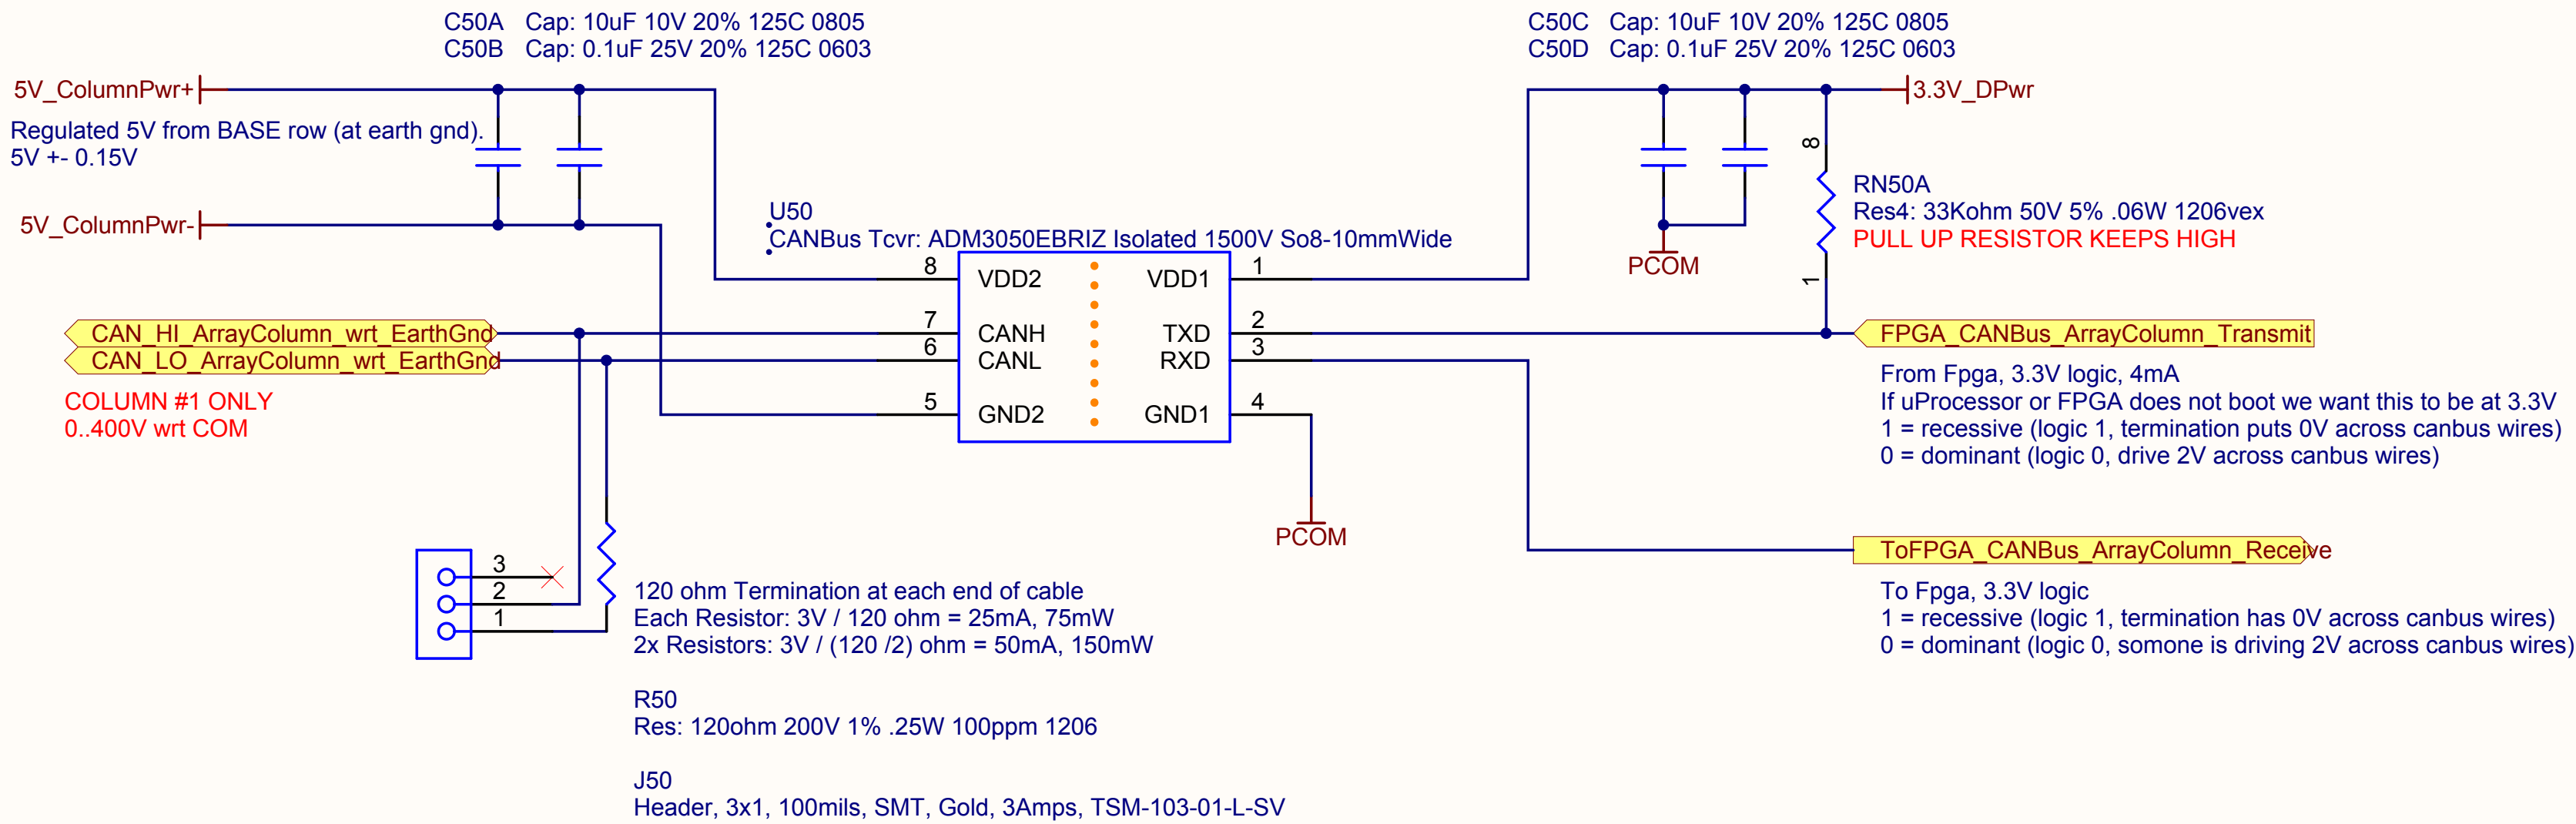 C50A Cap: 10uF 10V 20% 125C 0805
C50B Cap: 0.1uF 25V 20% 125C 0603
C50C Cap: 10uF 10V 20% 125C 0805
C50D Cap: 0.1uF 25V 20% 125C 0603
5V_ColumnPwr+
3.3V_DPwr
Regulated 5V from BASE row (at earth gnd).
5V +- 0.15V
8
RN50A
Res4: 33Kohm 50V 5% .06W 1206vex
PULL UP RESISTOR KEEPS HIGH
1
5V_ColumnPwr-
PCOM
U50
CANBus Tcvr: ADM3050EBRIZ Isolated 1500V So8-10mmWide
8 VDD2 VDD1 1
7 CANH TXD 2
6 CANL RXD 3
5 GND2 GND1 4
CAN_HI_ArrayColumn_wrt_EarthGnd
CAN_LO_ArrayColumn_wrt_EarthGnd
COLUMN #1 ONLY
0..400V wrt COM
FPGA_CANBus_ArrayColumn_Transmit
From Fpga, 3.3V logic, 4mA
If uProcessor or FPGA does not boot we want this to be at 3.3V
1 = recessive (logic 1, termination puts 0V across canbus wires)
0 = dominant (logic 0, drive 2V across canbus wires)
PCOM
ToFPGA_CANBus_ArrayColumn_Receive
To Fpga, 3.3V logic
1 = recessive (logic 1, termination has 0V across canbus wires)
0 = dominant (logic 0, somone is driving 2V across canbus wires)
3
2
1
120 ohm Termination at each end of cable
Each Resistor: 3V / 120 ohm = 25mA, 75mW
2x Resistors: 3V / (120 /2) ohm = 50mA, 150mW
R50
Res: 120ohm 200V 1% .25W 100ppm 1206
J50
Header, 3x1, 100mils, SMT, Gold, 3Amps, TSM-103-01-L-SV